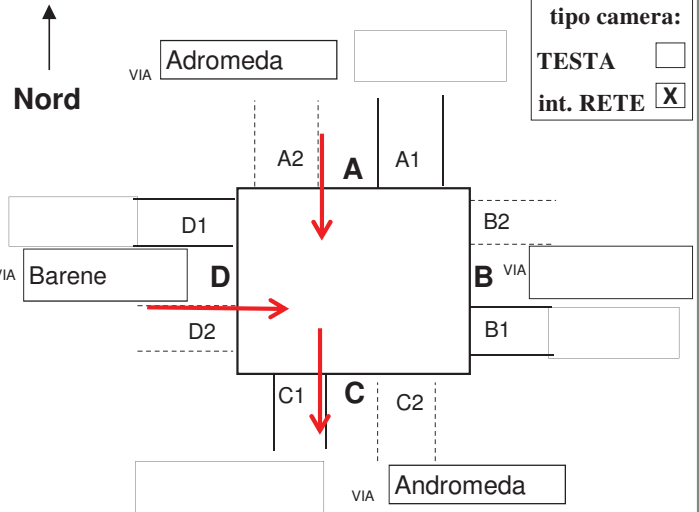 tipo camera:
VIA Adromeda
TESTA
Nord
int. RETE X
A2 A A1
D1 B2
VIA Barene D B VIA
D2 B1
C1 C C2
VIA Andromeda